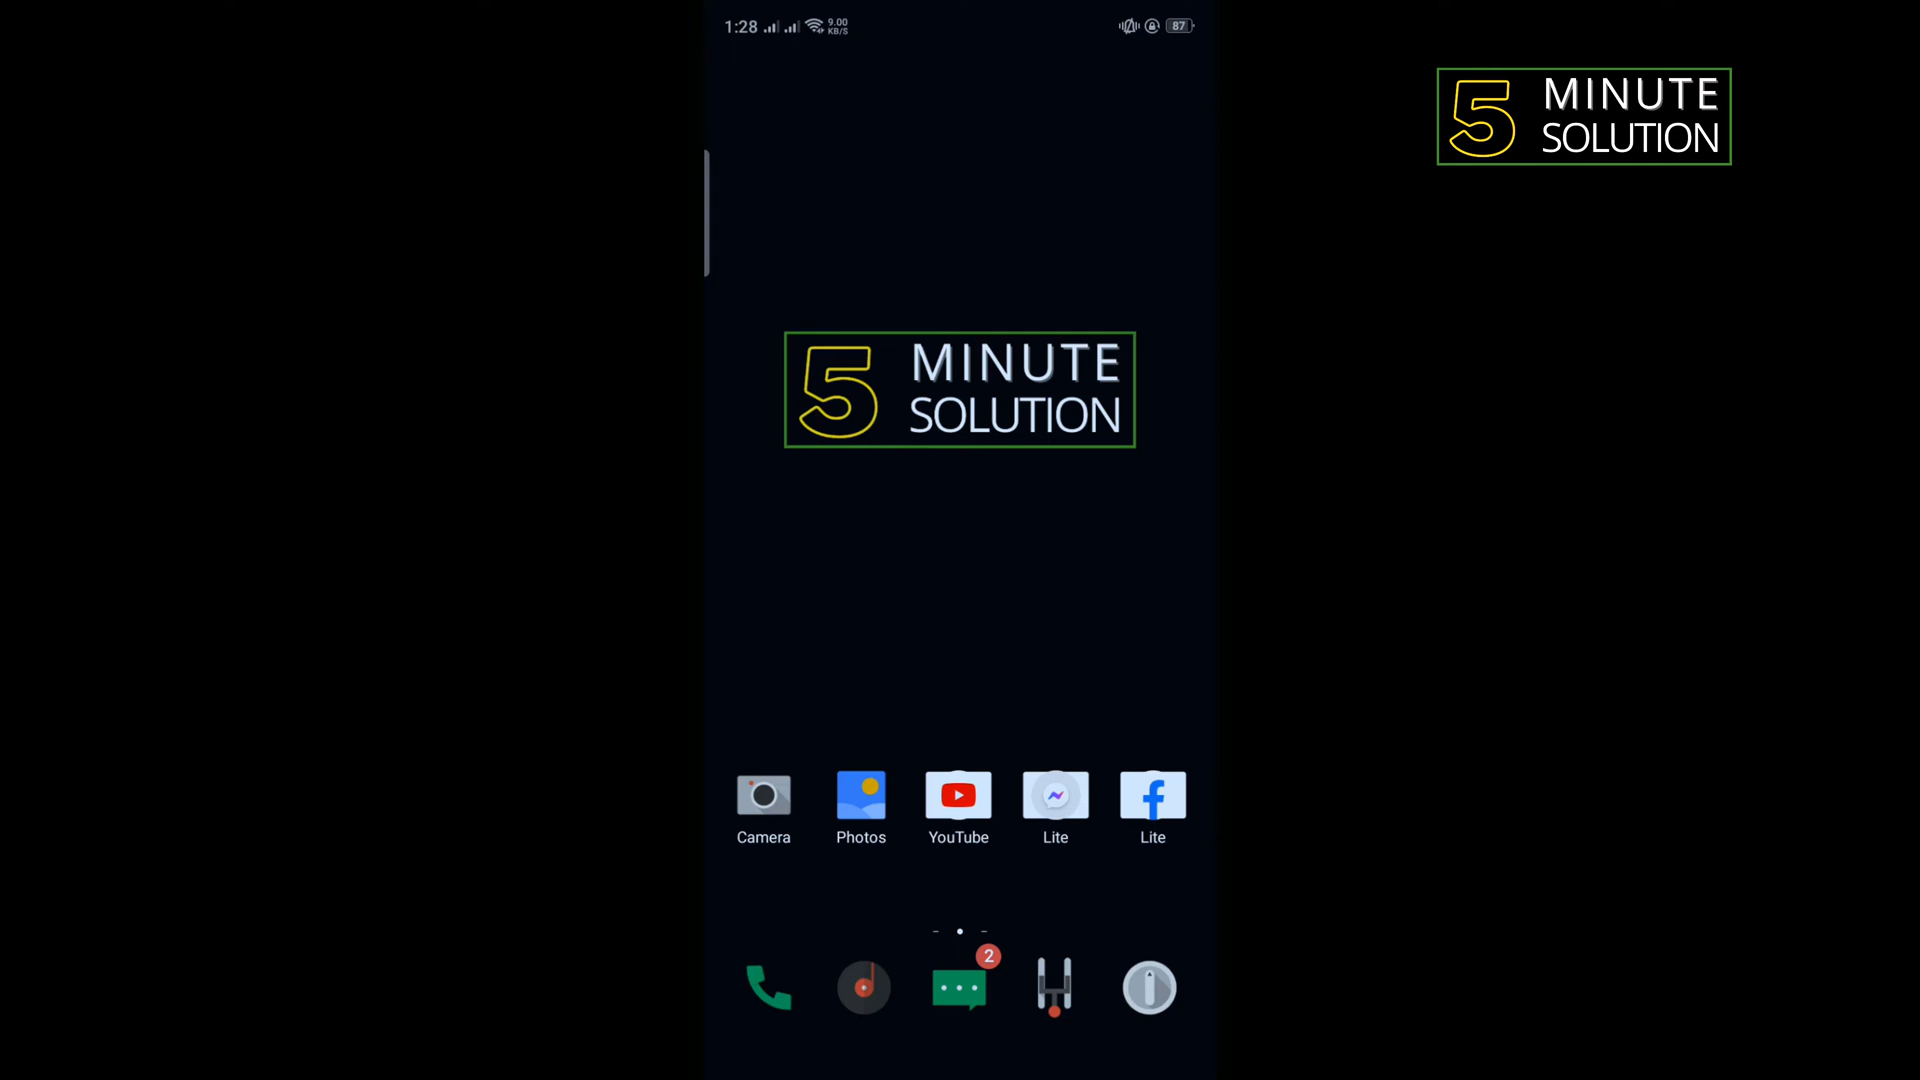 1:28 9.00 KB/S 87
5 MINUTE
SOLUTION
5 MINUTE
SOLUTION
Camera Photos YouTube Lite Lite
2